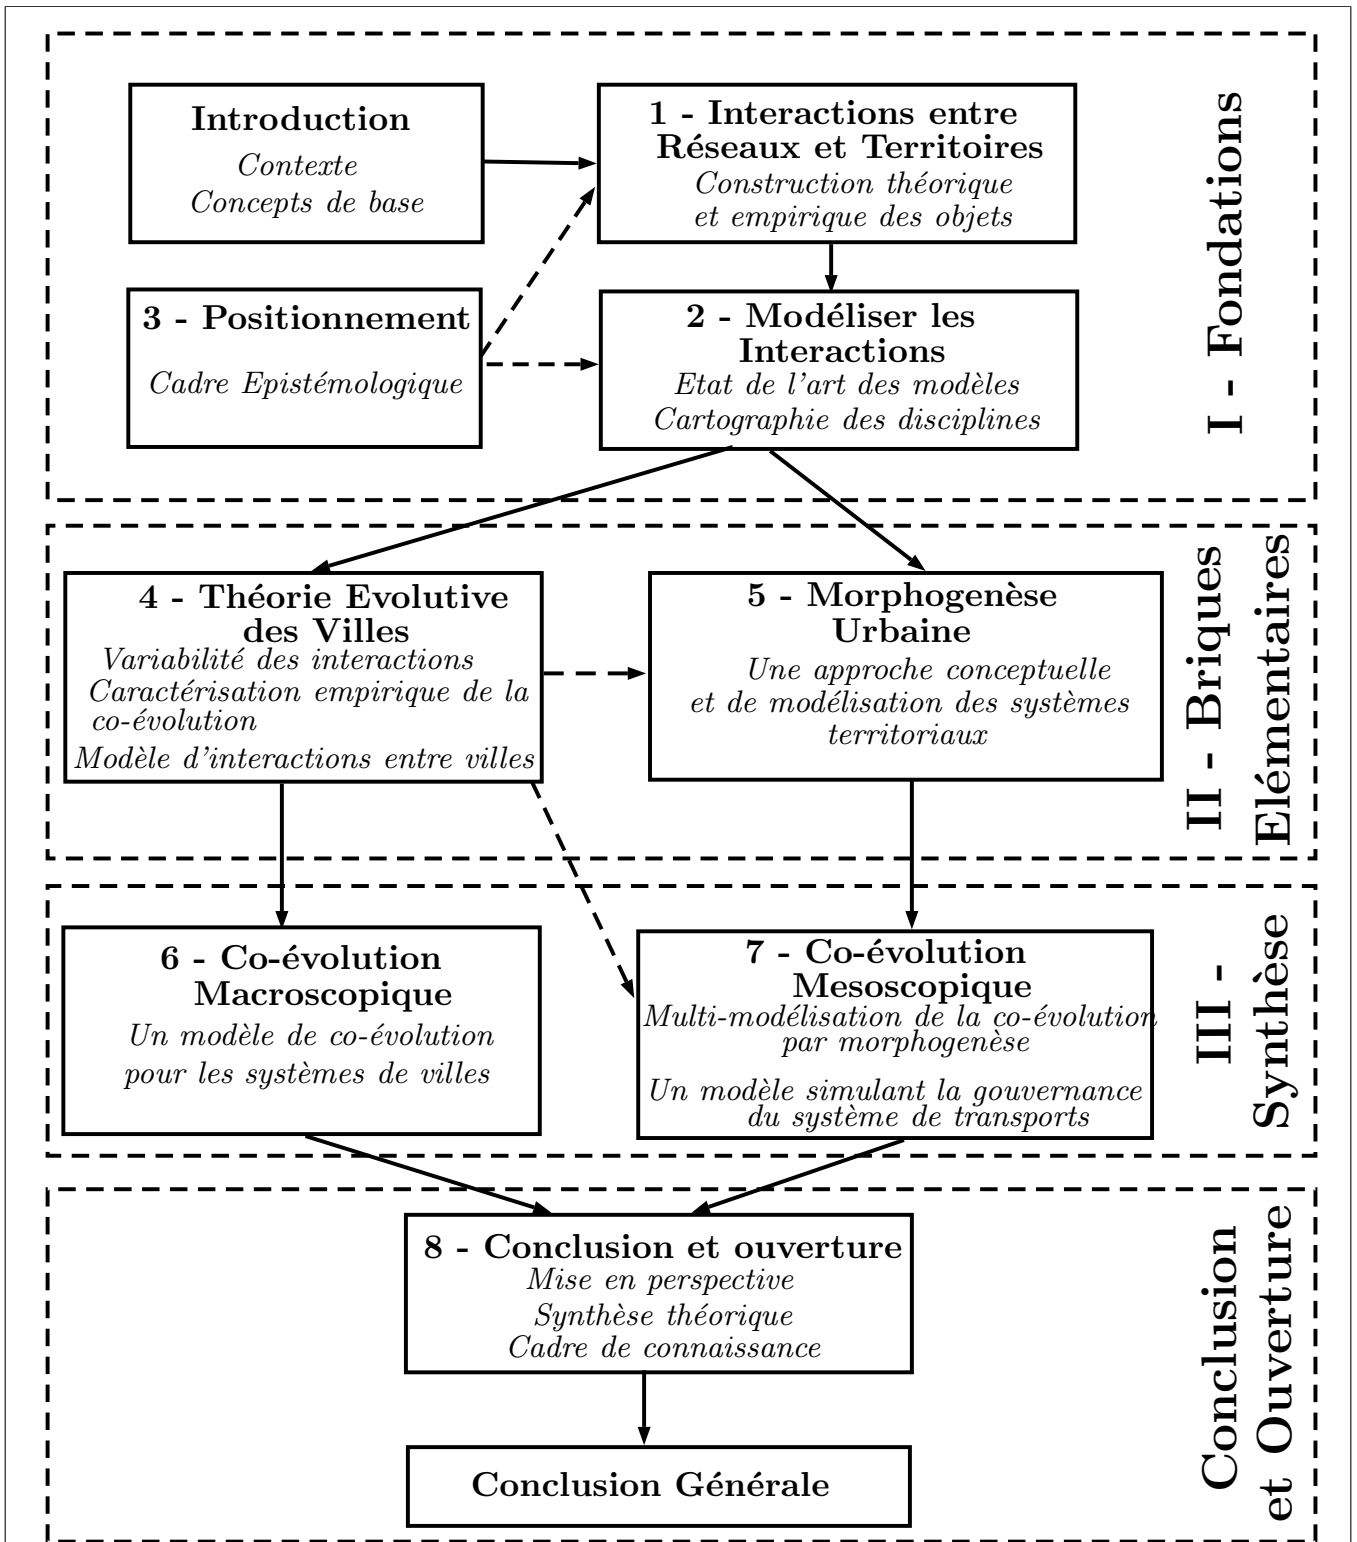 Introduction
Contexte
Concepts de base
1 - Interactions entre
Réseaux et Territoires
Construction théorique
et empirique des objets
3 - Positionnement
Cadre Epistémologique
2 - Modéliser les
Interactions
Etat de l'art des modèles
Cartographie des disciplines
I - Fondations
4 - Théorie Evolutive
des Villes
Variabilité des interactions
Caractérisation empirique de la
co-évolution
Modèle d'interactions entre villes
5 - Morphogenèse
Urbaine
Une approche conceptuelle
et de modélisation des systèmes
territoriaux
II - Briques
Elémentaires
6 - Co-évolution
Macroscopique
Un modèle de co-évolution
pour les systèmes de villes
7 - Co-évolution
Mesoscopique
Multi-modélisation de la co-évolution
par morphogenèse
Un modèle simulant la gouvernance
du système de transports
III -
Synthèse
8 - Conclusion et ouverture
Mise en perspective
Synthèse théorique
Cadre de connaissance
Conclusion Générale
Conclusion
et Ouverture